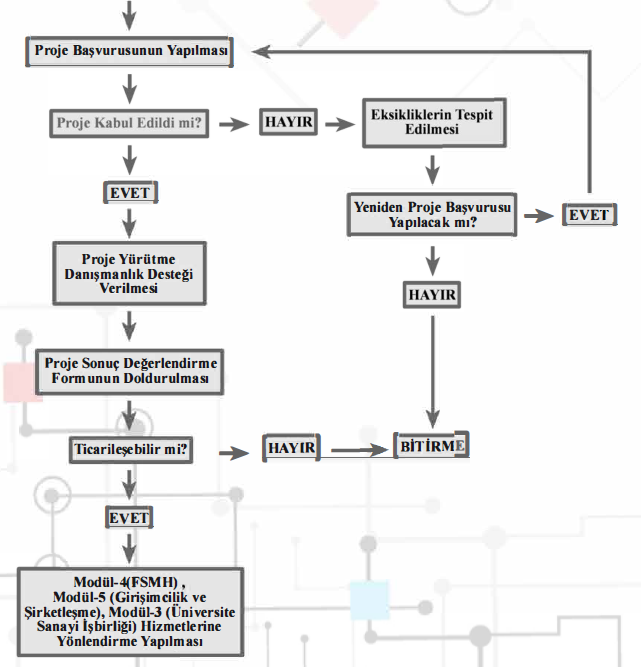 Proje Başvurusunun Yapılması
Proje Kabul Edildi mi?
HAYIR
Eksikliklerin Tespit
Edilmesi
EVET
Yeniden Proje Başvurusu
Yapılacak mı?
EVET
Proje Yürütme
Danışmanlık Desteği
Verilmesi
HAYIR
Proje Sonuç Değerlendirme
Formunun Doldurulması
Ticarileşebilir mi?
HAYIR
BİTİRME
EVET
Modül-4(FSMH) ,
Modül-5 (Girişimcilik ve
Şirketleşme), Modül-3 (Üniversite
Sanayi İşbirliği) Hizmetlerine
Yönlendirme Yapılması